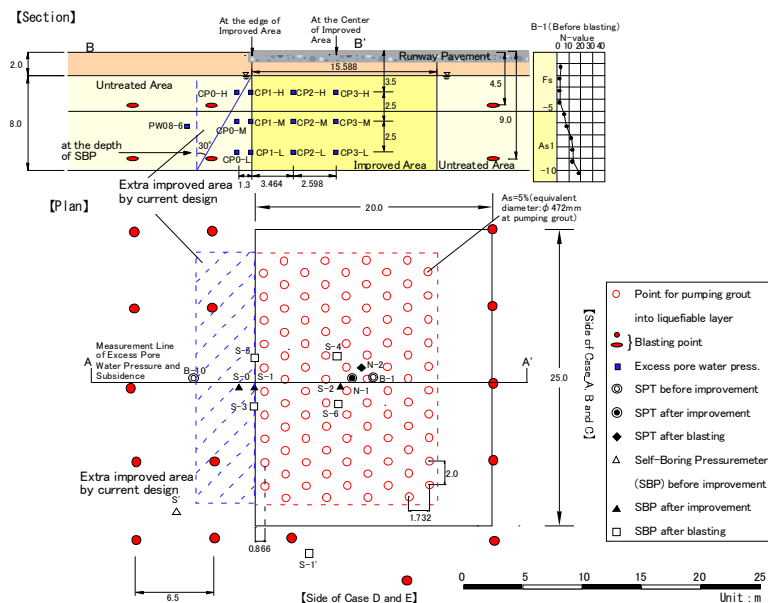 【Section】
At the edge of
Improved Area
At the Center
of Improved
Area
B-1 (Before blasting)
N-value
0 10 20 30 40
B
B'
Runway Pavement
2.0
15.588
3.5
4.5
Untreated Area
CP0-H
CP1-H
CP2-H
CP3-H
Fs
-5
2.5
9.0
8.0
PW08-6
CP0-M
CP1-M
CP2-M
CP3-M
As1
at the depth
of SBP
30°
2.5
CP0-L
CP1-L
CP2-L
CP3-L
Improved Area
Untreated Area
-10
1.3
3.464
2.598
Extra improved area
by current design
【Plan】
20.0
As=5%(equivalent
diameter:φ 472mm
at pumping grout)
Measurement Line
of Excess Pore
Water Pressure and
Subsidence
A
A'
B-10
S-5
S-0
S-1
S-3
S-4
S-2
S-6
N-2
N-1
B-1
25.0
【Side of Case A, B and C】
Point for pumping grout
into liquefiable layer
Blasting point
Excess pore water press.
SPT before improvement
SPT after improvement
SPT after blasting
Self-Boring Pressuremeter
(SBP) before improvement
SBP after improvement
SBP after blasting
Extra improved area
by current design
S'
2.0
1.732
0.866
S-1'
6.5
【Side of Case D and E】
0 5 10 15 20 25
Unit : m